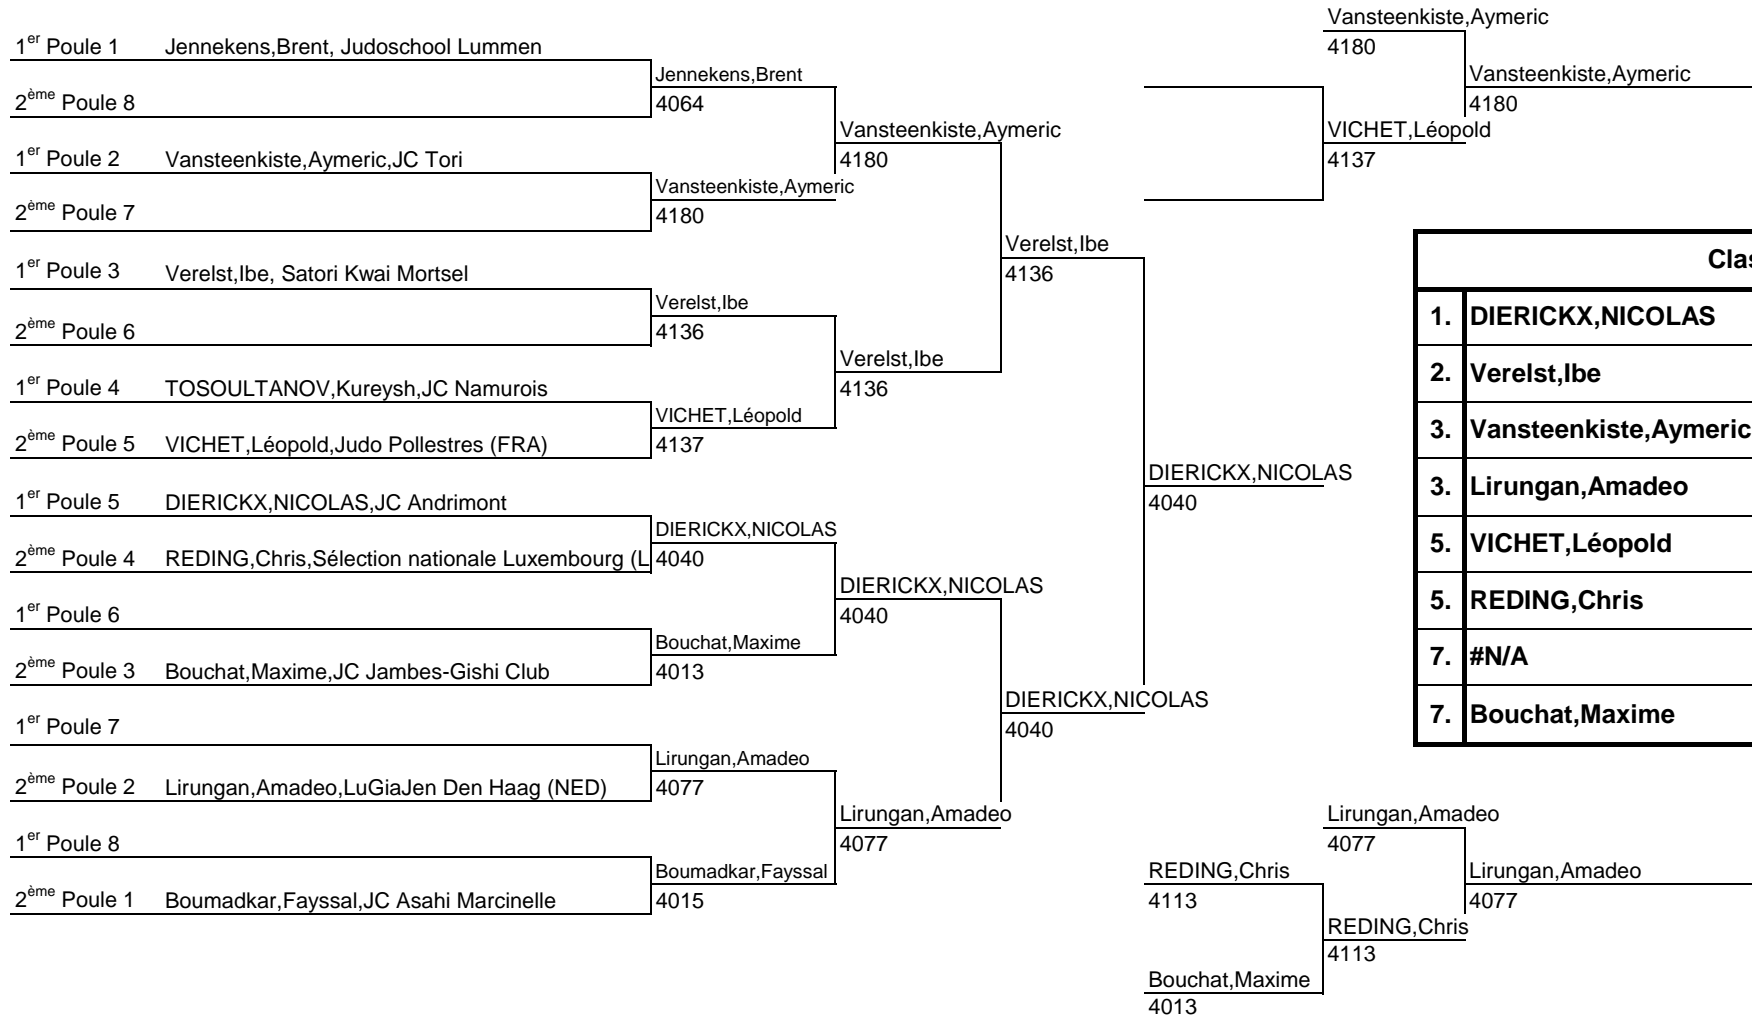 1er Poule 1 Jennekens,Brent, Judoschool Lummen
2ème Poule 8
1er Poule 2 Vansteenkiste,Aymeric,JC Tori
2ème Poule 7
1er Poule 3 Verelst,Ibe, Satori Kwai Mortsel
2ème Poule 6
1er Poule 4 TOSOULTANOV,Kureysh,JC Namurois
2ème Poule 5 VICHET,Léopold,Judo Pollestres (FRA)
1er Poule 5 DIERICKX,NICOLAS,JC Andrimont
2ème Poule 4 REDING,Chris,Sélection nationale Luxembourg (L
1er Poule 6
2ème Poule 3 Bouchat,Maxime,JC Jambes-Gishi Club
1er Poule 7
2ème Poule 2 Lirungan,Amadeo,LuGiaJen Den Haag (NED)
1er Poule 8
2ème Poule 1 Boumadkar,Fayssal,JC Asahi Marcinelle
Jennekens,Brent
4064
Vansteenkiste,Aymeric
4180
Verelst,Ibe
4136
VICHET,Léopold
4137
DIERICKX,NICOLAS
4040
Bouchat,Maxime
4013
Lirungan,Amadeo
4077
Boumadkar,Fayssal
4015
Vansteenkiste,Aymeric
4180
Verelst,Ibe
4136
DIERICKX,NICOLAS
4040
Lirungan,Amadeo
4077
Verelst,Ibe
4136
DIERICKX,NICOLAS
4040
DIERICKX,NICOLAS
4040
Vansteenkiste,Aymeric
4180
VICHET,Léopold
4137
Vansteenkiste,Aymeric
4180
Clas
1. DIERICKX,NICOLAS
2. Verelst,Ibe
3. Vansteenkiste,Aymeric
3. Lirungan,Amadeo
5. VICHET,Léopold
5. REDING,Chris
7. #N/A
7. Bouchat,Maxime
REDING,Chris
4113
Bouchat,Maxime
4013
Lirungan,Amadeo
4077
REDING,Chris
4113
Lirungan,Amadeo
4077